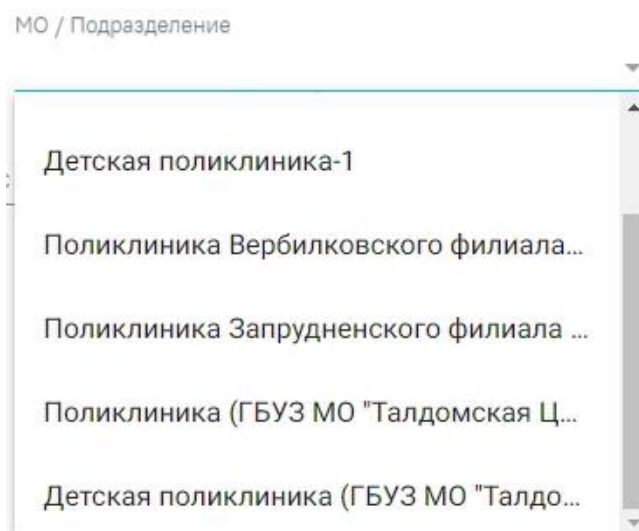 МО / Подразделение
Детская поликлиника-1
Поликлиника Вербилковского филиала...
Поликлиника Запрудненского филиала ...
Поликлиника (ГБУЗ МО "Талдомская Ц...
Детская поликлиника (ГБУЗ МО "Талдо...